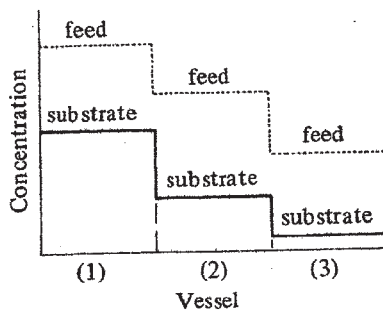 feed
feed
substrate
feed
substrate
substrate
Concentration
(1) (2) (3)
Vessel